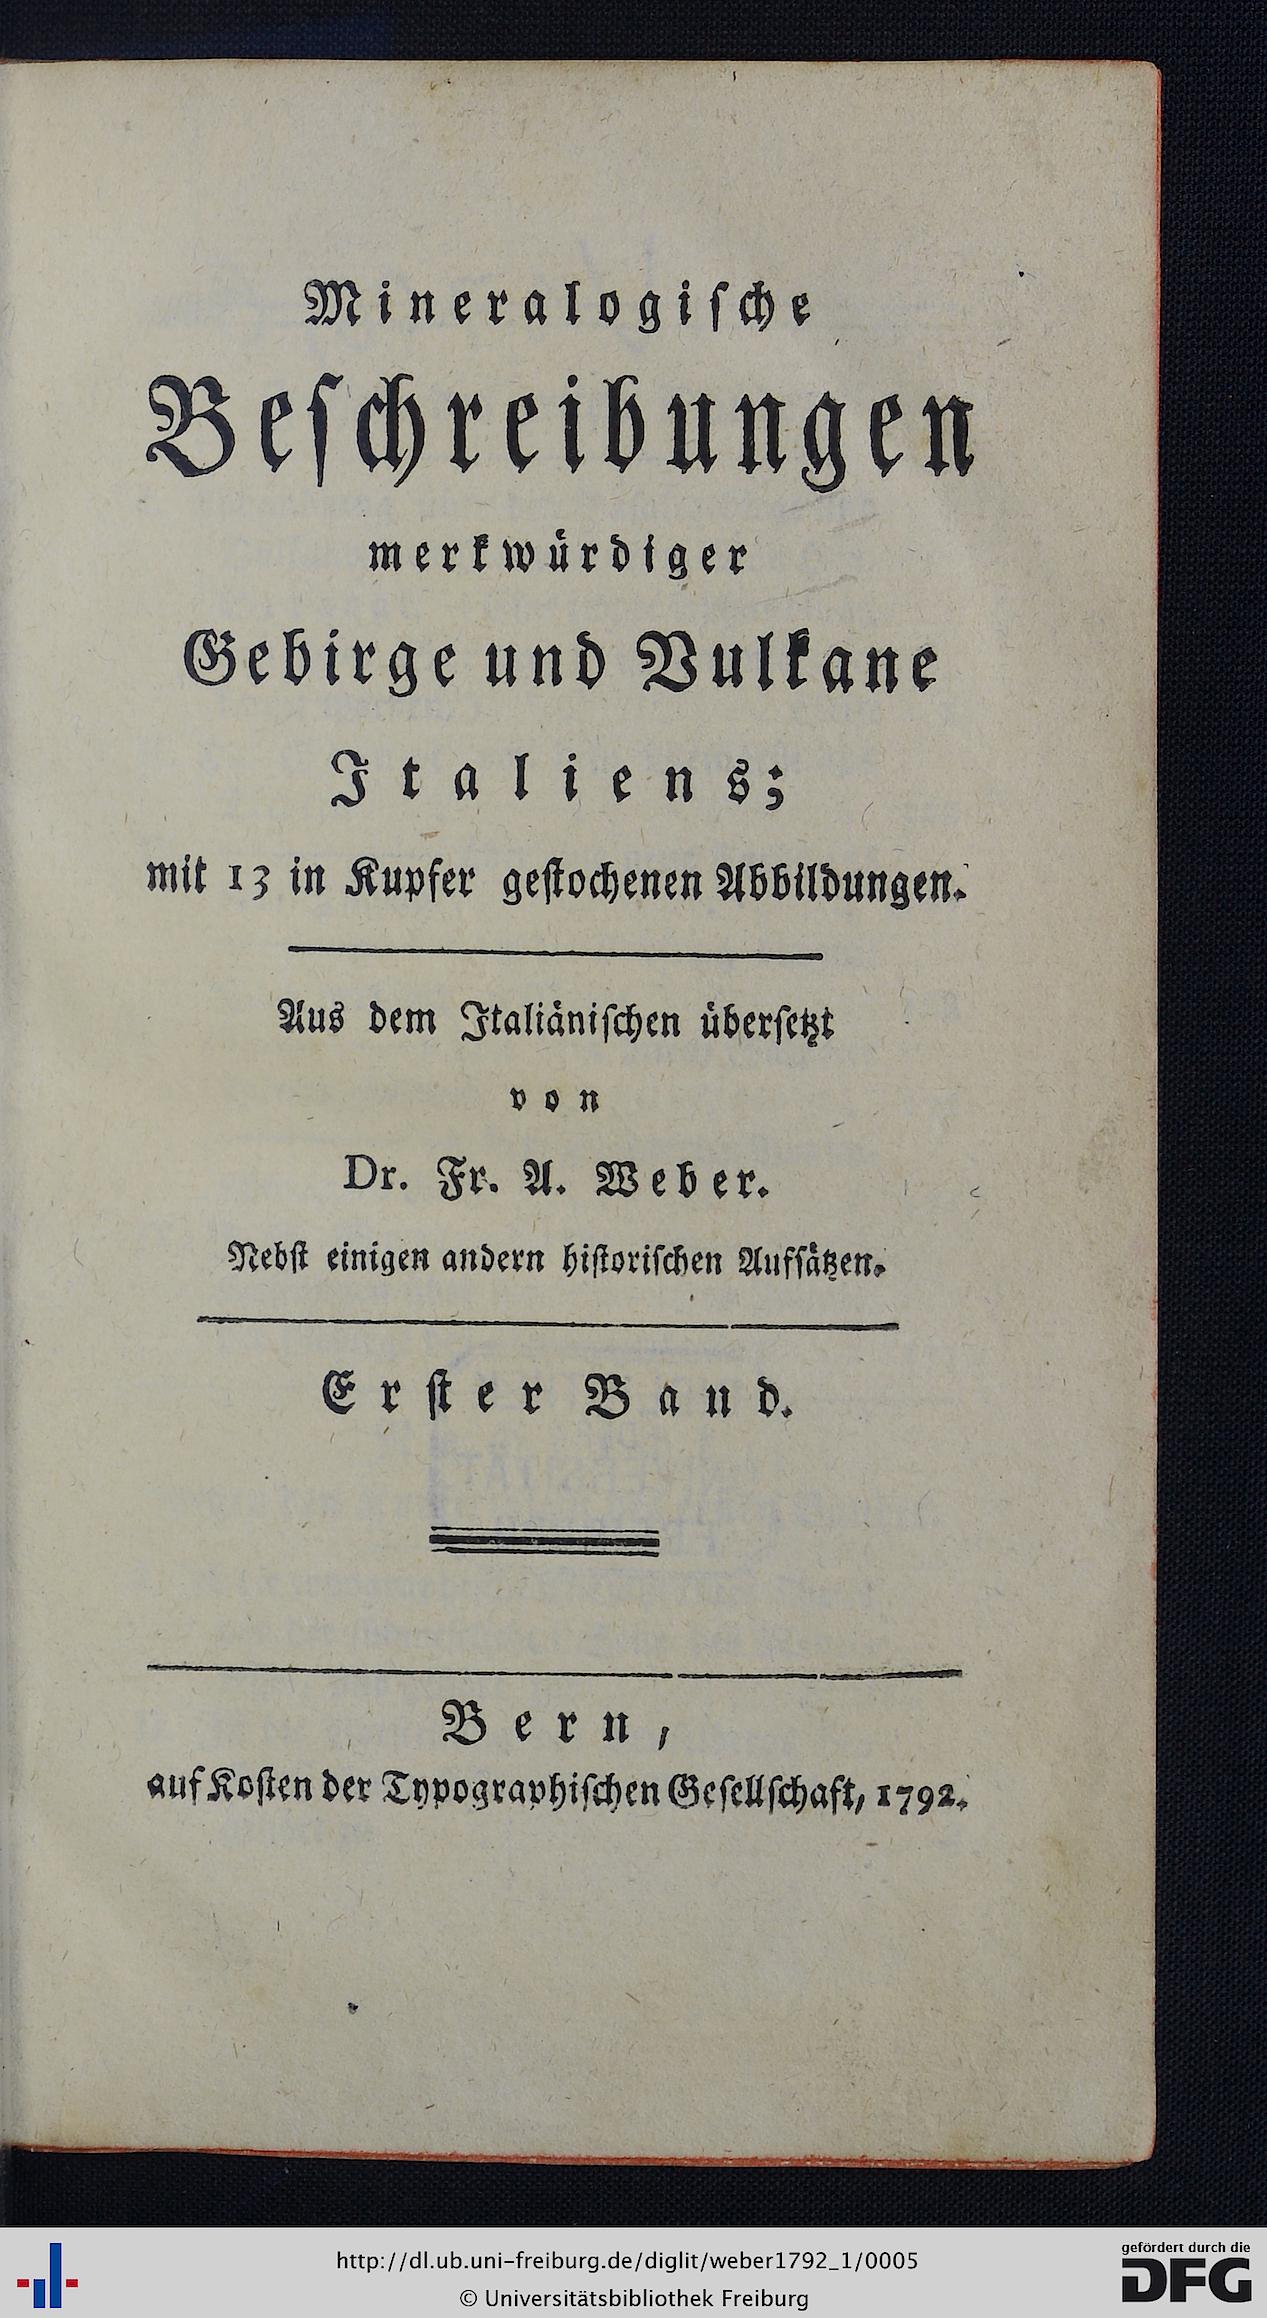 Mineralogiſche
Beſchreibungen
merkwürdiger
Gebirge und Vulkane
Italiens;
mit 13 in Kupfer geſtochenen Abbildungen.
Aus dem Italiäniſchen überſetzt
von
Dr. Fr. A. Weber.
Nebſt einigen andern hiſtoriſchen Aufſätzen.
Erſter Band.
Bern,
auf Koſten der Typographiſchen Geſellſchaft, 1792.
http://dl.ub.uni-freiburg.de/diglit/weber1792_1/0005
© Universitätsbibliothek Freiburg
gefördert durch die
DFG